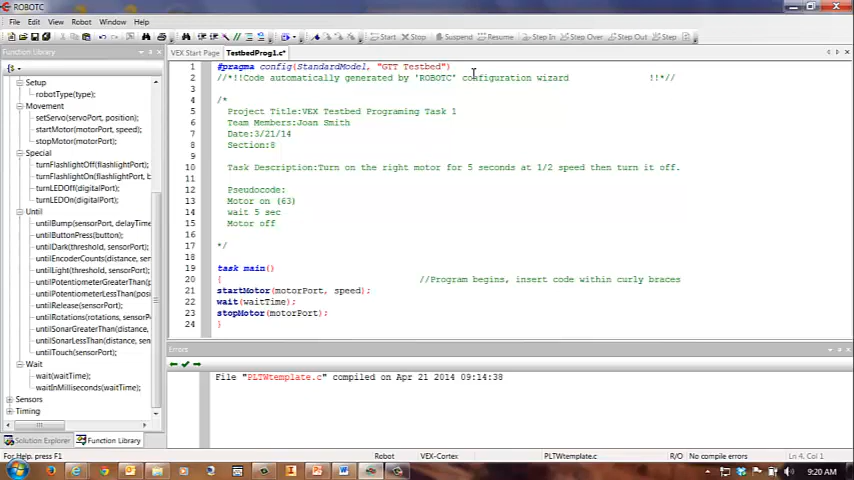 ROBOTC
File Edit View Robot Window Help
Start Stop Suspend Step In Step Over Step Out Step
Function Library
VEX Start Page TestbedProg1.c*
Setup
robotType(type);
Movement
setServo(servoPort, position);
startMotor(motorPort, speed);
stopMotor(motorPort);
Special
turnFlashlightOff(flashlightPort);
turnFlashlightOn(flashlightPort, b
turnLEDOff(digitalPort);
turnLEDOn(digitalPort);
Until
untilBump(sensorPort, delayTime
untilButtonPress(button);
untilDark(threshold, sensorPort);
untilEncoderCounts(distance, se
untilLight(threshold, sensorPort);
untilPotentiometerGreaterThan(p
untilPotentiometerLessThan(posi
untilRelease(sensorPort);
untilRotations(rotations, sensorP
untilSonarGreaterThan(distance,
untilSonarLessThan(distance, se
untilTouch(sensorPort);
Wait
wait(waitTime);
waitInMilliseconds(waitTime);
Sensors
Timing
Solution Explorer Function Library
1 #pragma config(StandardModel, "GTT Testbed")
2 //*!!Code automatically generated by 'ROBOTC' configuration wizard !!*//
3
4 /*
5 Project Title:VEX Testbed Programing Task 1
6 Team Members:Joan Smith
7 Date:3/21/14
8 Section:8
9
10 Task Description:Turn on the right motor for 5 seconds at 1/2 speed then turn it off.
11
12 Pseudocode:
13 Motor on (63)
14 wait 5 sec
15 Motor off
16
17 */
18
19 task main()
20 { //Program begins, insert code within curly braces
21 startMotor(motorPort, speed);
22 wait(waitTime);
23 stopMotor(motorPort);
24 }
Errors
File "PLTWtemplate.c" compiled on Apr 21 2014 09:14:38
For Help, press F1 Robot VEX-Cortex PLTWtemplate.c R/O No compile errors Ln 4, Col 1
9:20 AM